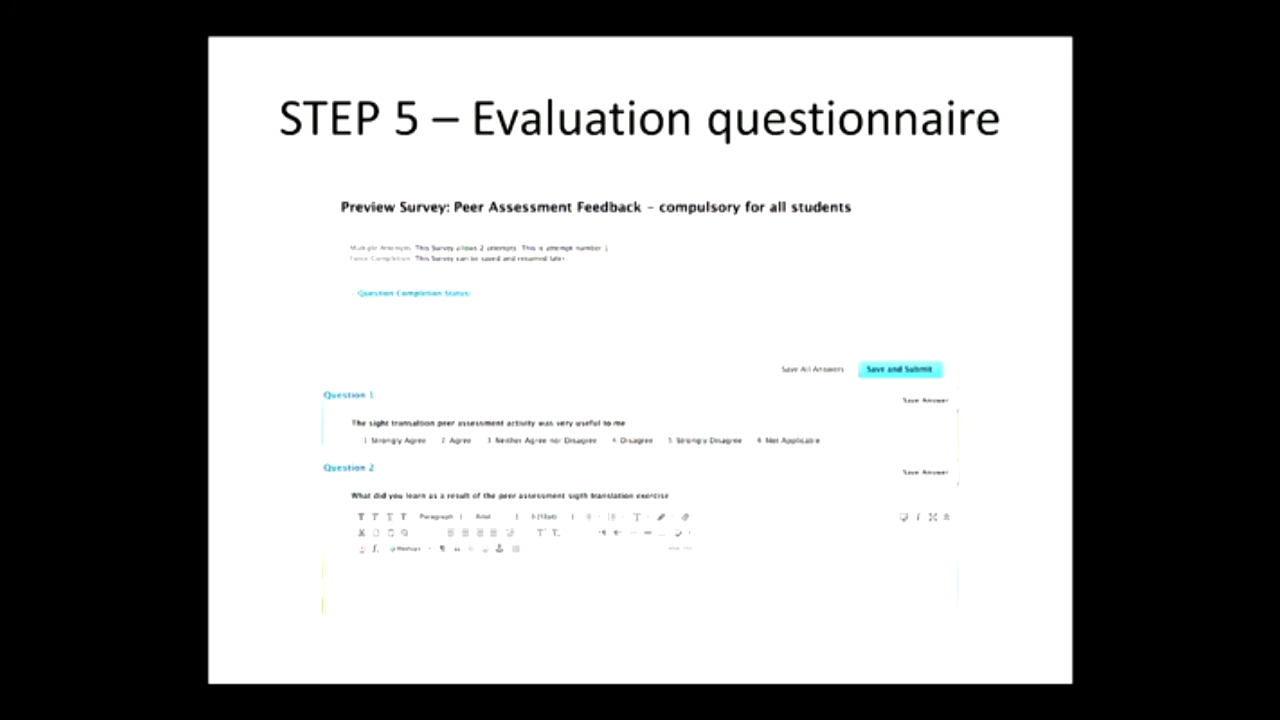 STEP 5 – Evaluation questionnaire
Preview Survey: Peer Assessment Feedback – compulsory for all students
Multiple Attempts This Survey allows 2 attempts. This is attempt number 1
Force Completion This Survey can be saved and resumed later.
Question Completion Status:
Save All Answers Save and Submit
Question 1
Save Answer
The sight transaltion peer assessment activity was very useful to me
1. Strongly Agree 2. Agree 3. Neither Agree nor Disagree 4. Disagree 5. Strongly Disagree 6. Not Applicable
Question 2
Save Answer
What did you learn as a result of the peer assessment sigth translation exercise
T T T T Paragraph Arial 3 (12pt)
Mashups